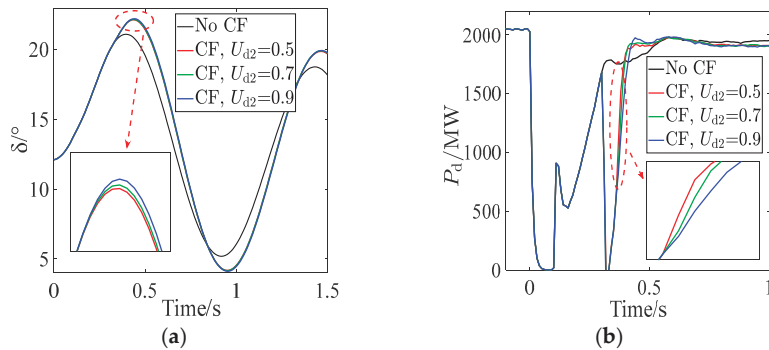 No CF
CF, Ud2=0.5
CF, Ud2=0.7
CF, Ud2=0.9
20
15
10
5
δ/°
0
0.5
1
1.5
Time/s
(a)
No CF
CF, Ud2=0.5
CF, Ud2=0.7
CF, Ud2=0.9
2000
1500
1000
500
0
Pd/MW
0
0.5
1
Time/s
(b)